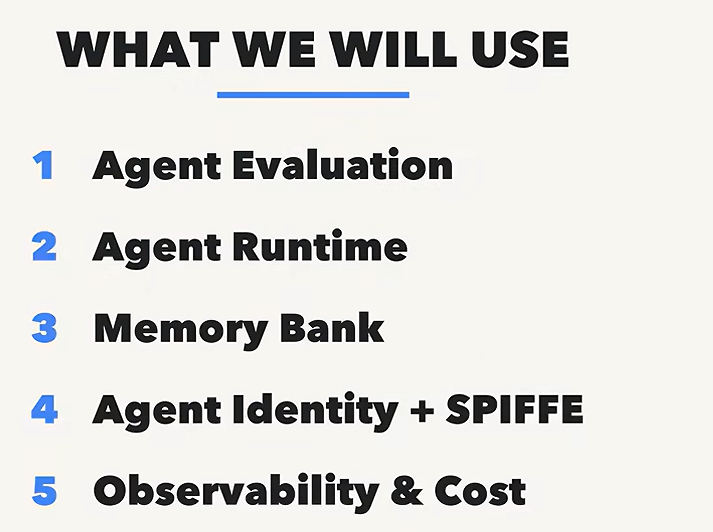 WHAT WE WILL USE
1 Agent Evaluation
2 Agent Runtime
3 Memory Bank
4 Agent Identity + SPIFFE
5 Observability & Cost